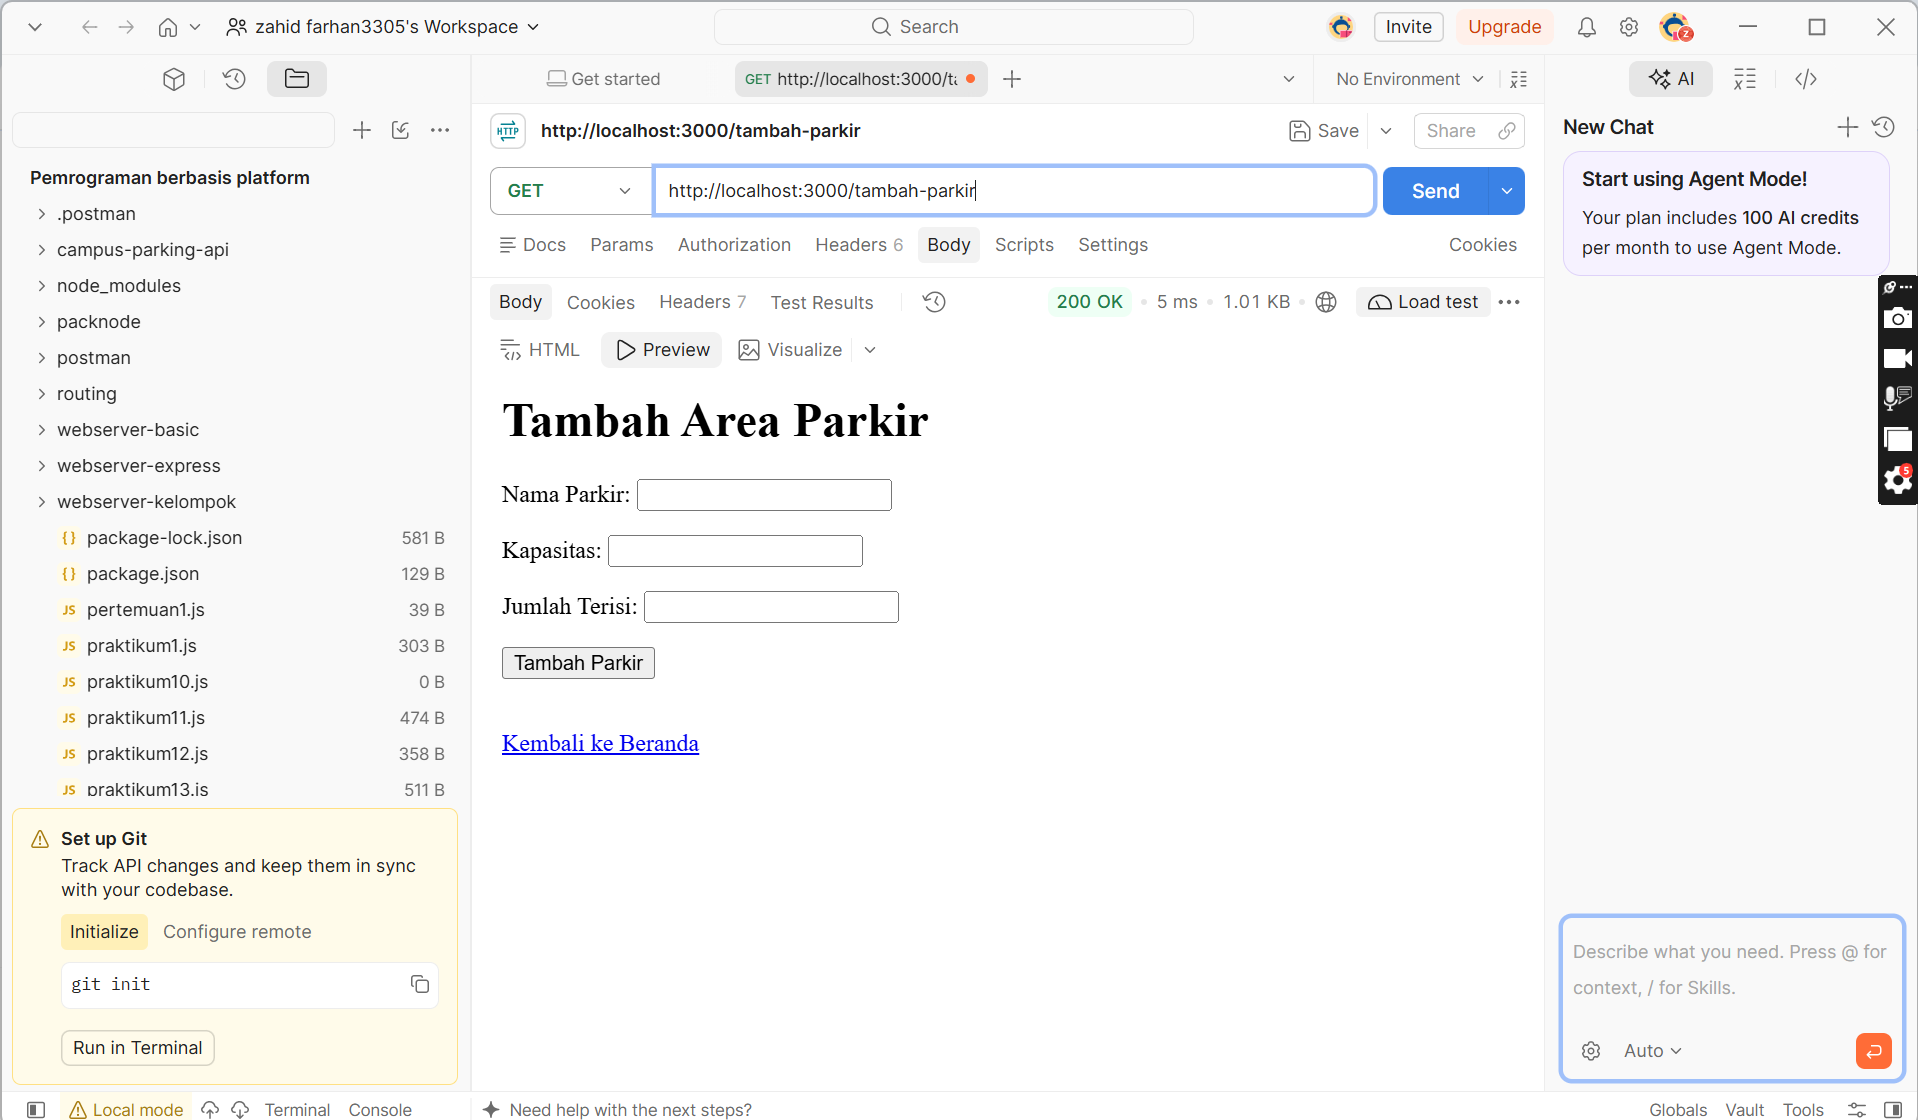 zahid farhan3305's Workspace
Search
Invite
Upgrade
Z
Get started
GET http://localhost:3000/t
No Environment
AI
http://localhost:3000/tambah-parkir
Save
Share
New Chat
Pemrograman berbasis platform
.postman
campus-parking-api
node_modules
packnode
postman
routing
webserver-basic
webserver-express
webserver-kelompok
package-lock.json 581 B
package.json 129 B
pertemuan1.js 39 B
praktikum1.js 303 B
praktikum10.js 0 B
praktikum11.js 474 B
praktikum12.js 358 B
praktikum13.js 511 B
Set up Git
Track API changes and keep them in sync
with your codebase.
Initialize Configure remote
git init
Run in Terminal
HTTP
GET http://localhost:3000/tambah-parkir
Send
Docs Params Authorization Headers 6 Body Scripts Settings Cookies
Body Cookies Headers 7 Test Results 200 OK 5 ms 1.01 KB Load test
HTML Preview Visualize
Tambah Area Parkir
Nama Parkir:
Kapasitas:
Jumlah Terisi:
Tambah Parkir
Kembali ke Beranda
Start using Agent Mode!
Your plan includes 100 AI credits
per month to use Agent Mode.
5
Describe what you need. Press @ for
context, / for Skills.
Auto
Local mode Terminal Console
Need help with the next steps?
Globals Vault Tools